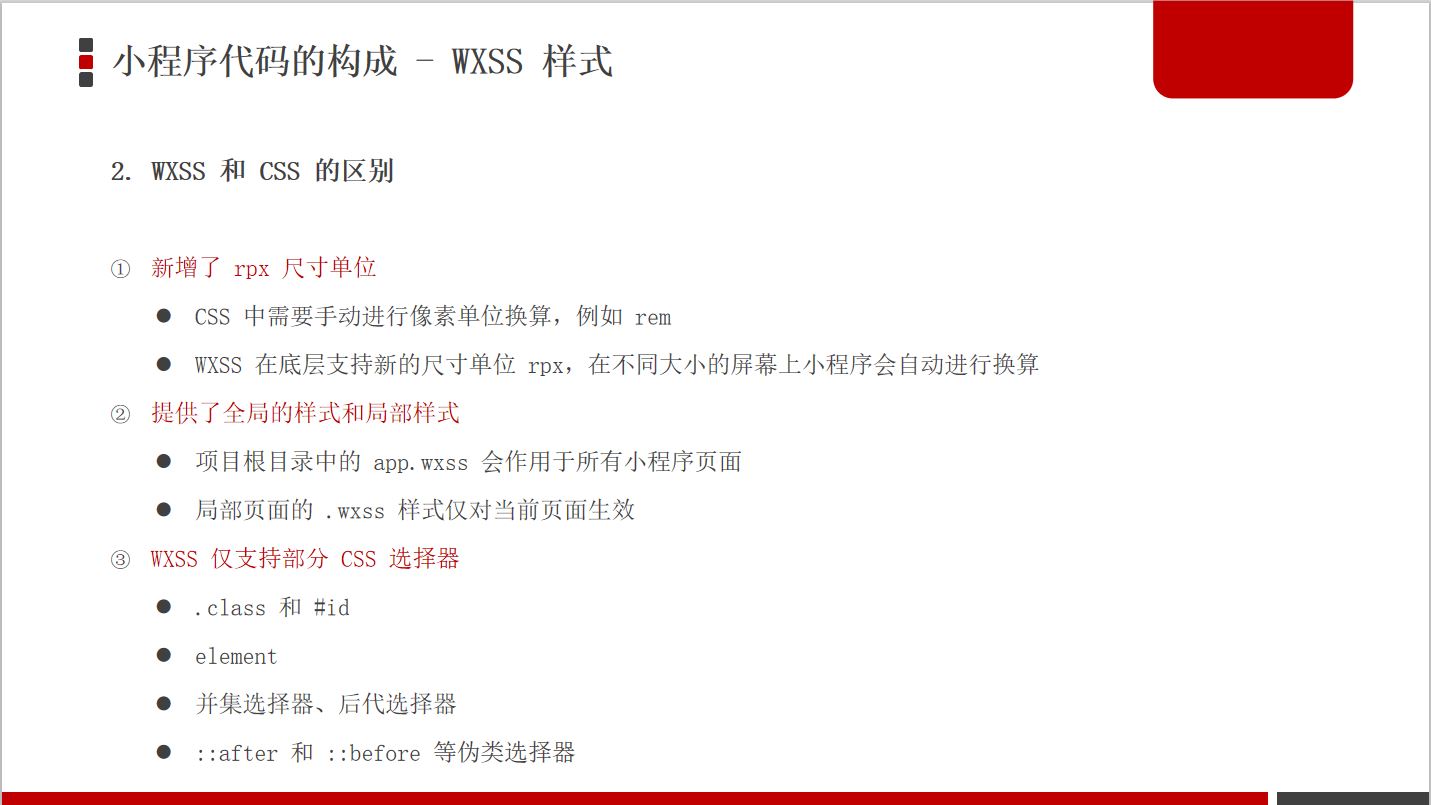 小程序代码的构成 - WXSS 样式
2. WXSS 和 CSS 的区别
① 新增了 rpx 尺寸单位
● CSS 中需要手动进行像素单位换算，例如 rem
● WXSS 在底层支持新的尺寸单位 rpx，在不同大小的屏幕上小程序会自动进行换算
② 提供了全局的样式和局部样式
● 项目根目录中的 app.wxss 会作用于所有小程序页面
● 局部页面的 .wxss 样式仅对当前页面生效
③ WXSS 仅支持部分 CSS 选择器
● .class 和 #id
● element
● 并集选择器、后代选择器
● ::after 和 ::before 等伪类选择器